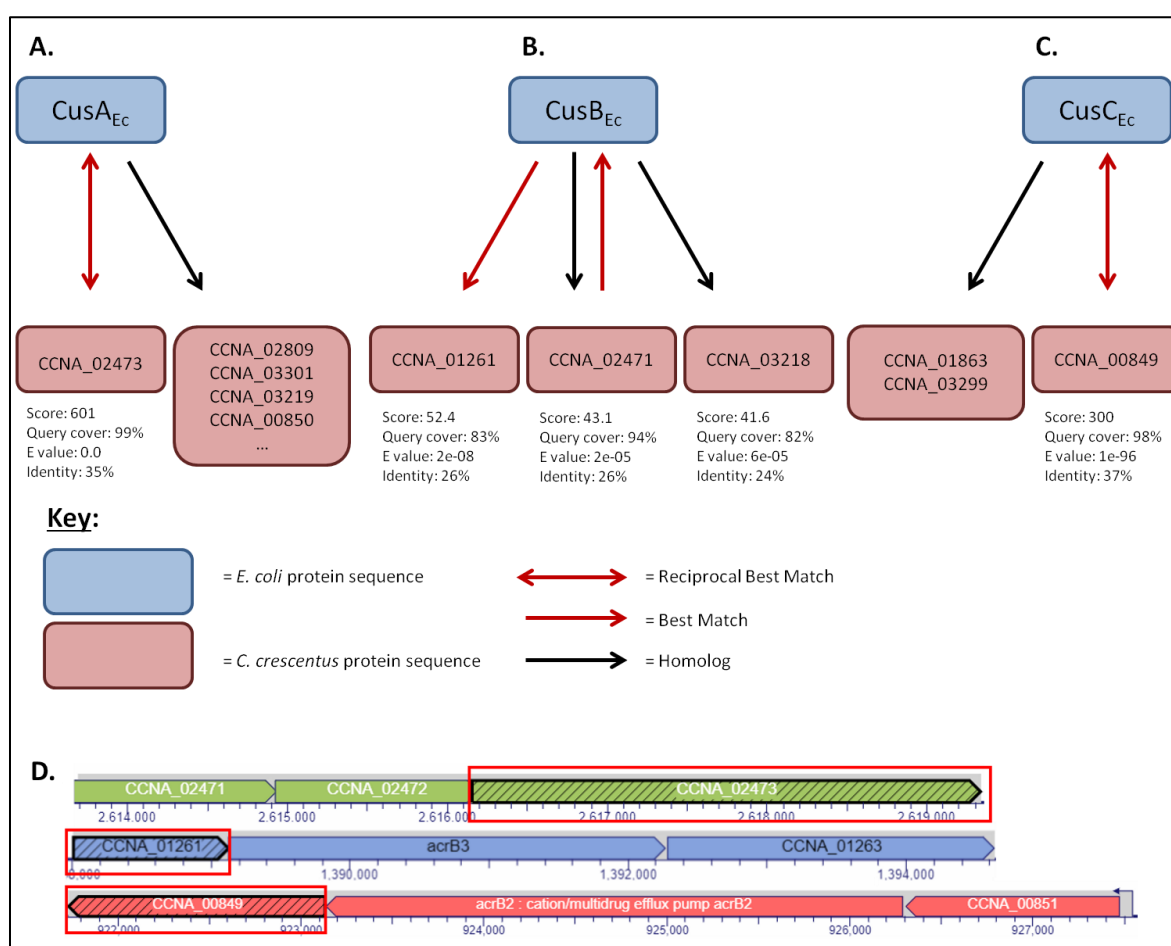 A.
B.
C.
CusA_Ec
CusB_Ec
CusC_Ec
CCNA_02473
CCNA_02809
CCNA_03301
CCNA_03219
CCNA_00850
...
CCNA_01261
CCNA_02471
CCNA_03218
CCNA_01863
CCNA_03299
CCNA_00849
Score: 601
Query cover: 99%
E value: 0.0
Identity: 35%
Score: 52.4
Query cover: 83%
E value: 2e-08
Identity: 26%
Score: 43.1
Query cover: 94%
E value: 2e-05
Identity: 26%
Score: 41.6
Query cover: 82%
E value: 6e-05
Identity: 24%
Score: 300
Query cover: 98%
E value: 1e-96
Identity: 37%
Key:
= E. coli protein sequence
= Reciprocal Best Match
= Best Match
= C. crescentus protein sequence
= Homolog
D.
CCNA_02471 CCNA_02472 CCNA_02473
2.614,000 2.615,000 2.616,000 2.617,000 2.618,000 2.619,000
CCNA_01261 acrB3 CCNA_01263
8,000 1,390,000 1,392,000 1,394,000
CCNA_00849 acrB2 : cation/multidrug efflux pump acrB2 CCNA_00851
922,000 923,000 924,000 925,000 926,000 927,000